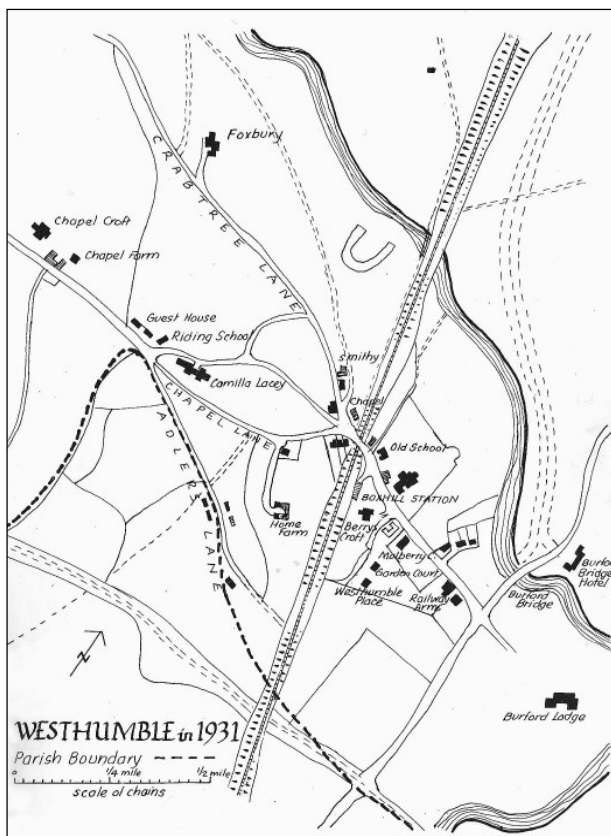 Foxbury
CRABTREE LANE
Chapel Croft
Chapel Farm
Guest House
Riding School
Smithy
Camilla Lacey
Chapel
CHAPEL LANE
Old School
ADLERS LANE
BOXHILL STATION
Home
Farm
Berry's
Croft
Mulberry C.
Garden Court
Westhumble
Place
Railway
Arms
Burford
Bridge
Burford
Bridge
Hotel
N
Burford Lodge
WESTHUMBLE in 1931
Parish Boundary
0 1/4 mile 1/2 mile
scale of chains